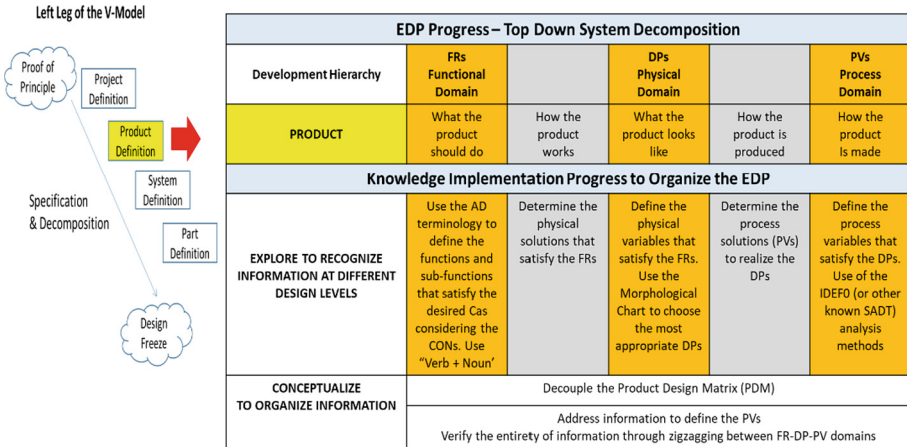 Left Leg of the V-Model
Proof of
Principle
Project
Definition
Product
Definition
System
Definition
Part
Definition
Specification
& Decomposition
Design
Freeze
EDP Progress – Top Down System Decomposition
Development Hierarchy
FRs
Functional
Domain
DPs
Physical
Domain
PVs
Process
Domain
PRODUCT
What the
product
should do
How the
product
works
What the
product looks
like
How the
product is
produced
How the
product
Is made
Knowledge Implementation Progress to Organize the EDP
EXPLORE TO RECOGNIZE
INFORMATION AT DIFFERENT
DESIGN LEVELS
Use the AD
terminology to
define the
functions and
sub-functions
that satisfy the
desired Cas
considering the
CONs. Use
“Verb + Noun’
Determine the
physical
solutions that
satisfy the FRs
Define the
physical
variables that
satisfy the FRs.
Use the
Morphological
Chart to choose
the most
appropriate DPs
Determine the
process
solutions (PVs)
to realize the
DPs
Define the
process
variables that
satisfy the DPs.
Use of the
IDEF0 (or other
known SADT)
analysis
methods
CONCEPTUALIZE
TO ORGANIZE INFORMATION
Decouple the Product Design Matrix (PDM)
Address information to define the PVs
Verify the entirety of information through zigzagging between FR-DP-PV domains